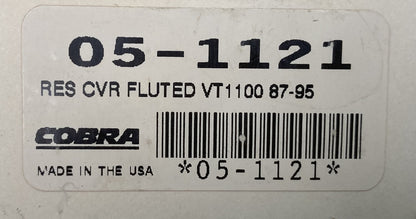 05-1121
RES CVR FLUTED VT1100 87-95
COBRA
MADE IN THE USA
*05-1121*